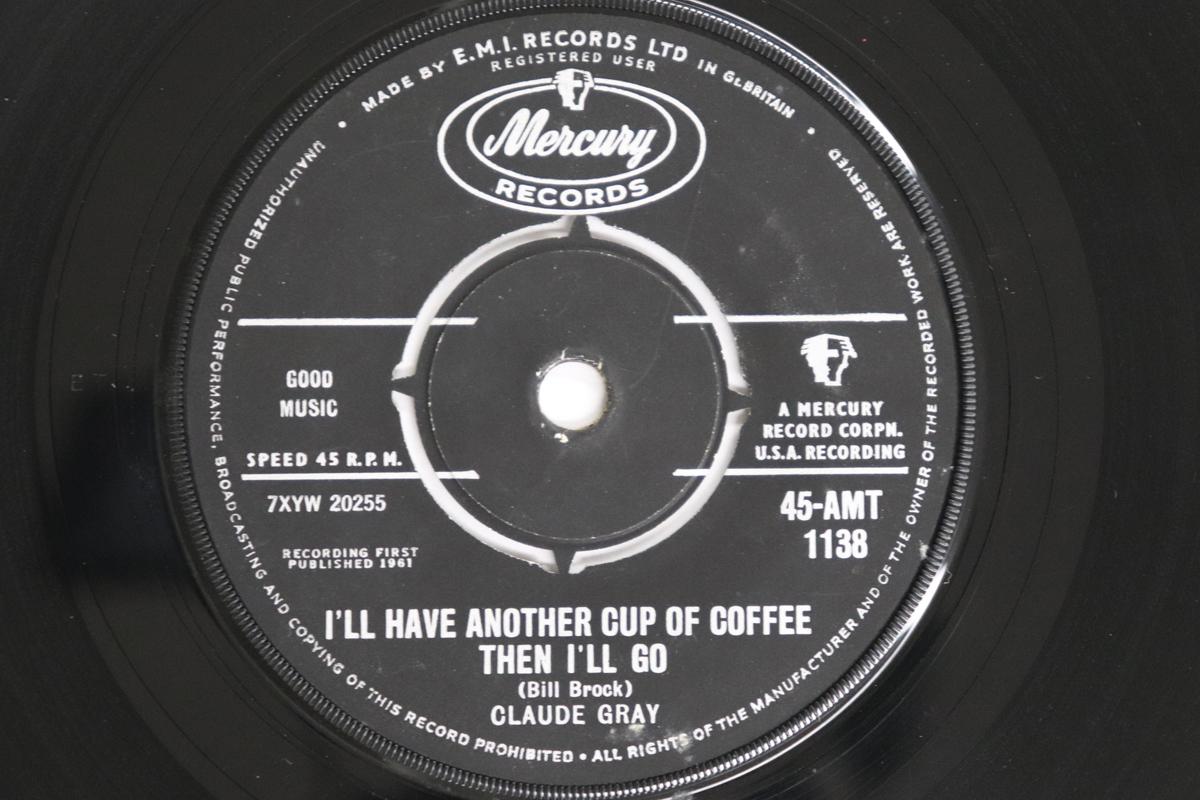 MADE BY E.M.I. RECORDS LTD IN GT.BRITAIN
REGISTERED USER
Mercury
RECORDS
GOOD
MUSIC
SPEED 45 R.P.M.
7XYW 20255
RECORDING FIRST
PUBLISHED 1961
A MERCURY
RECORD CORPN.
U.S.A. RECORDING
45-AMT
1138
I'LL HAVE ANOTHER CUP OF COFFEE
THEN I'LL GO
(Bill Brock)
CLAUDE GRAY
UNAUTHORIZED PUBLIC PERFORMANCE, BROADCASTING AND COPYING OF THIS RECORD PROHIBITED • ALL RIGHTS OF THE MANUFACTURER AND OF THE OWNER OF THE RECORDED WORK ARE RESERVED